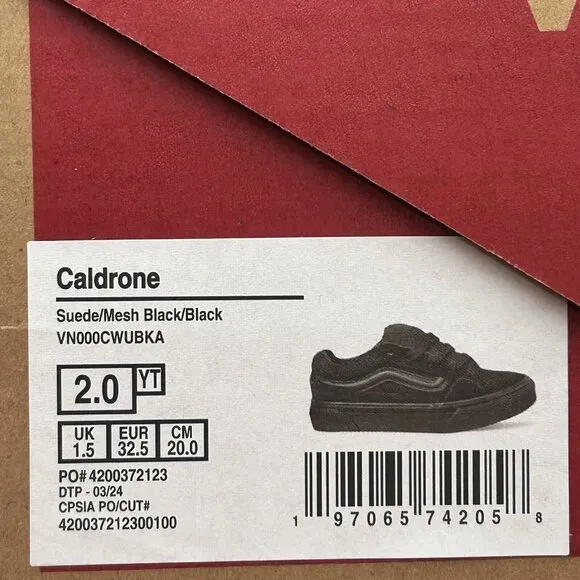 Caldrone
Suede/Mesh Black/Black
VN000CWUBKA
2.0 YT
UK EUR CM
1.5 32.5 20.0
PO# 4200372123
DTP - 03/24
CPSIA PO/CUT#
420037212300100
1 97065 74205 8